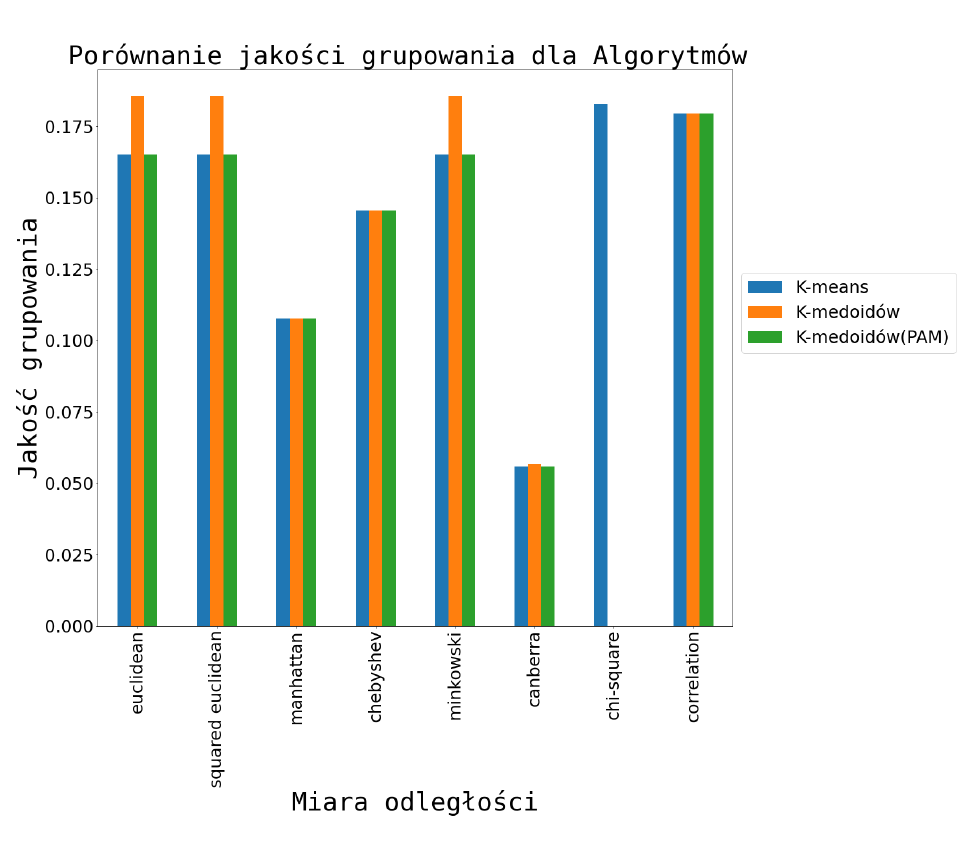 Porównanie jakości grupowania dla Algorytmów
Jakość grupowania
0.175
0.150
0.125
0.100
0.075
0.050
0.025
0.000
euclidean
squared euclidean
manhattan
chebyshev
minkowski
canberra
chi-square
correlation
Miara odległości
K-means
K-medoidów
K-medoidów(PAM)